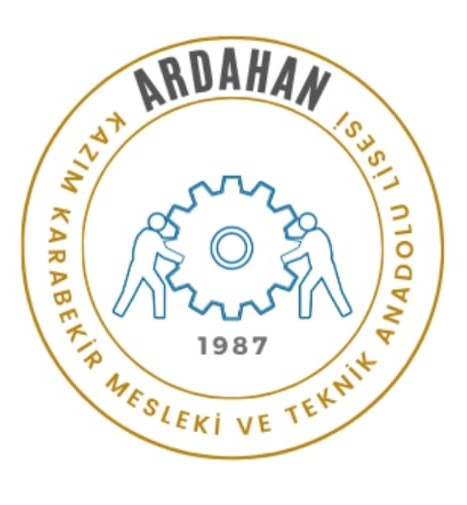 ARDAHAN
KAZIM KARABEKİR MESLEKİ VE TEKNİK ANADOLU LİSESİ
1987